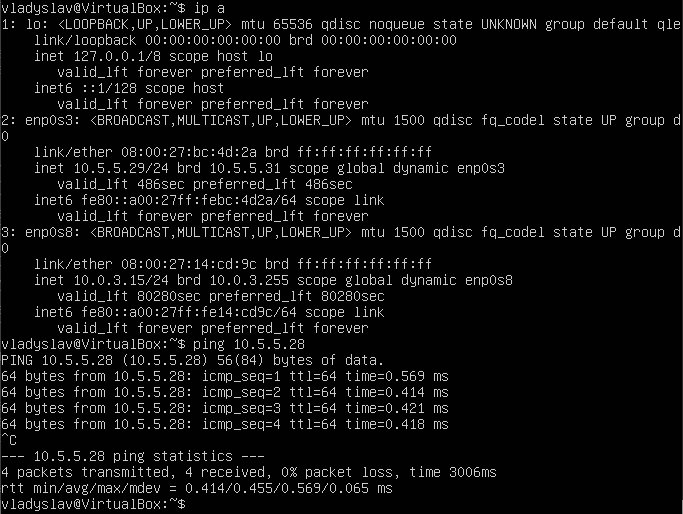 vladyslav@VirtualBox:~$ ip a
1: lo: <LOOPBACK,UP,LOWER_UP> mtu 65536 qdisc noqueue state UNKNOWN group default qle
link/loopback 00:00:00:00:00:00 brd 00:00:00:00:00:00
inet 127.0.0.1/8 scope host lo
valid_lft forever preferred_lft forever
inet6 ::1/128 scope host
valid_lft forever preferred_lft forever
2: enp0s3: <BROADCAST,MULTICAST,UP,LOWER_UP> mtu 1500 qdisc fq_codel state UP group d
0
link/ether 08:00:27:bc:4d:2a brd ff:ff:ff:ff:ff:ff
inet 10.5.5.29/24 brd 10.5.5.31 scope global dynamic enp0s3
valid_lft 486sec preferred_lft 486sec
inet6 fe80::a00:27ff:febc:4d2a/64 scope link
valid_lft forever preferred_lft forever
3: enp0s8: <BROADCAST,MULTICAST,UP,LOWER_UP> mtu 1500 qdisc fq_codel state UP group d
0
link/ether 08:00:27:14:cd:9c brd ff:ff:ff:ff:ff:ff
inet 10.0.3.15/24 brd 10.0.3.255 scope global dynamic enp0s8
valid_lft 80280sec preferred_lft 80280sec
inet6 fe80::a00:27ff:fe14:cd9c/64 scope link
valid_lft forever preferred_lft forever
vladyslav@VirtualBox:~$ ping 10.5.5.28
PING 10.5.5.28 (10.5.5.28) 56(84) bytes of data.
64 bytes from 10.5.5.28: icmp_seq=1 ttl=64 time=0.569 ms
64 bytes from 10.5.5.28: icmp_seq=2 ttl=64 time=0.414 ms
64 bytes from 10.5.5.28: icmp_seq=3 ttl=64 time=0.421 ms
64 bytes from 10.5.5.28: icmp_seq=4 ttl=64 time=0.418 ms
^C
--- 10.5.5.28 ping statistics ---
4 packets transmitted, 4 received, 0% packet loss, time 3006ms
rtt min/avg/max/mdev = 0.414/0.455/0.569/0.065 ms
vladyslav@VirtualBox:~$